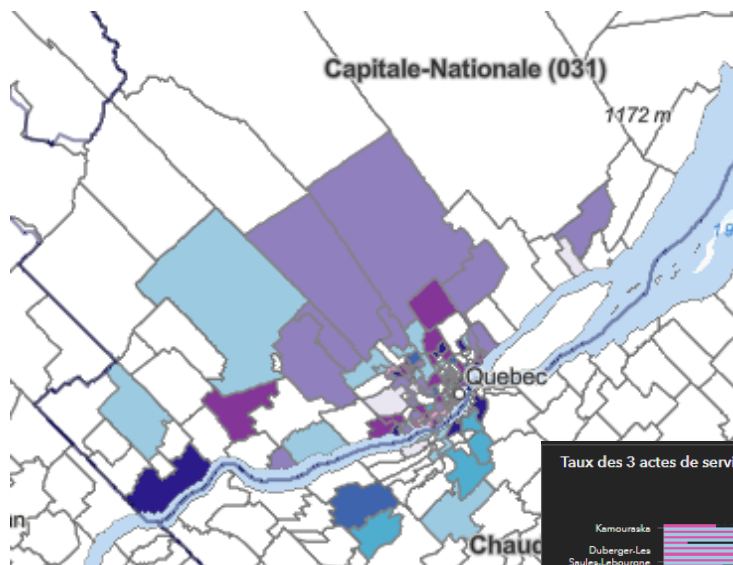 Capitale-Nationale (031)
1172 m
19
Quebec
Taux des 3 actes de servi
Kamouraska
Duberger-Les
Saules-Lebourgne
Chaud